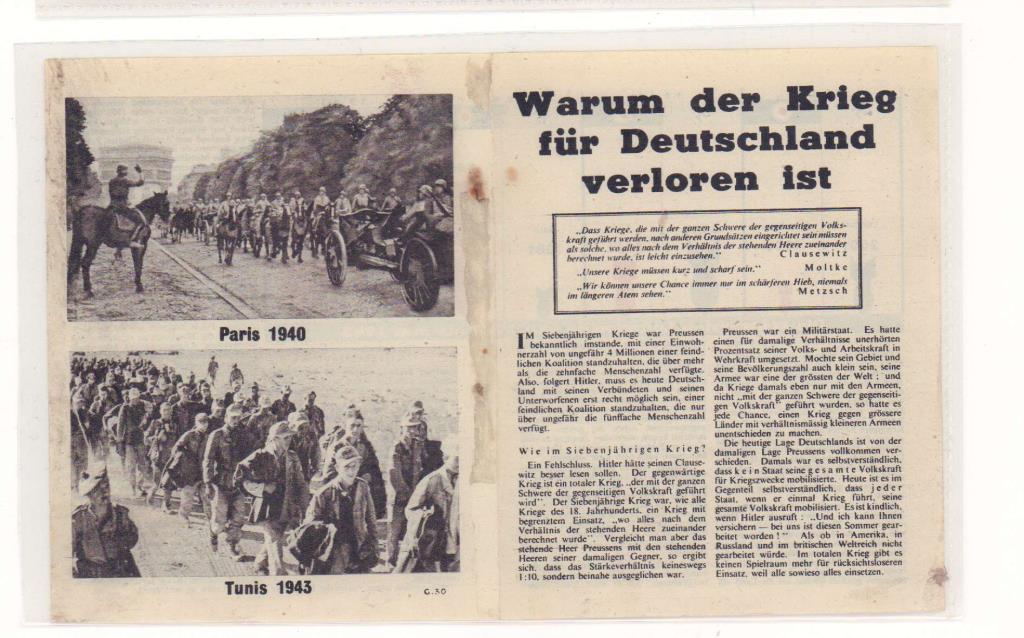 Paris 1940
Tunis 1943
G.30
Warum der Krieg
für Deutschland
verloren ist
„Dass Kriege, die mit der ganzen Schwere der gegenseitigen Volks-
kraft geführt werden, nach anderen Grundsätzen eingerichtet sein müssen
als solche, wo alles nach dem Verhältnis der stehenden Heere zueinander
berechnet wurde, ist leicht einzusehen.“ Clausewitz
„Unsere Kriege müssen kurz und scharf sein.“ Moltke
„Wir können unsere Chance immer nur im schärferen Hieb, niemals
im längeren Atem sehen.“ Metzsch
IM Siebenjährigen Kriege war Preussen
bekanntlich imstande, mit einer Einwoh-
nerzahl von ungefähr 4 Millionen einer feind-
lichen Koalition standzuhalten, die über mehr
als die zehnfache Menschenzahl verfügte.
Also, folgert Hitler, muss es heute Deutsch-
land mit seinen Verbündeten und seinen
Unterworfenen erst recht möglich sein, einer
feindlichen Koalition standzuhalten, die nur
über ungefähr die fünffache Menschenzahl
verfügt.
Wie im Siebenjährigen Krieg?
Ein Fehlschluss. Hitler hätte seinen Clause-
witz besser lesen sollen. Der gegenwärtige
Krieg ist ein totaler Krieg, „der mit der ganzen
Schwere der gegenseitigen Volkskraft geführt
wird“. Der Siebenjährige Krieg war, wie alle
Kriege des 18. Jahrhunderts, ein Krieg mit
begrenztem Einsatz, „wo alles nach dem
Verhältnis der stehenden Heere zueinander
berechnet wurde“. Vergleicht man aber das
stehende Heer Preussens mit den stehenden
Heeren seiner damaligen Gegner, so ergibt
sich, dass das Stärkeverhältnis keineswegs
1:10, sondern beinahe ausgeglichen war.
Preussen war ein Militärstaat. Es hatte
einen für damalige Verhältnisse unerhörten
Prozentsatz seiner Volks- und Arbeitskraft in
Wehrkraft umgesetzt. Mochte sein Gebiet und
seine Bevölkerungszahl auch klein sein, seine
Armee war eine der grössten der Welt ; und
da Kriege damals eben nur mit den Armeen,
nicht „mit der ganzen Schwere der gegenseiti-
gen Volkskraft“ geführt wurden, so hatte es
jede Chance, einen Krieg gegen grössere
Länder mit verhältnismässig kleineren Armeen
unentschieden zu machen.
Die heutige Lage Deutschlands ist von der
damaligen Lage Preussens vollkommen ver-
schieden. Damals war es selbstverständlich,
dass kein Staat seine gesamte Volkskraft
für Kriegszwecke mobilisierte. Heute ist es im
Gegenteil selbstverständlich, dass jeder
Staat, wenn er einmal Krieg führt, seine
gesamte Volkskraft mobilisiert. Es ist kindlich,
wenn Hitler ausruft : „Und ich kann Ihnen
versichern — bei uns ist diesen Sommer gear-
beitet worden !“ Als ob in Amerika, in
Russland und im britischen Weltreich nicht
gearbeitet würde. Im totalen Krieg gibt es
keinen Spielraum mehr für rücksichtsloseren
Einsatz, weil alle sowieso alles einsetzen.